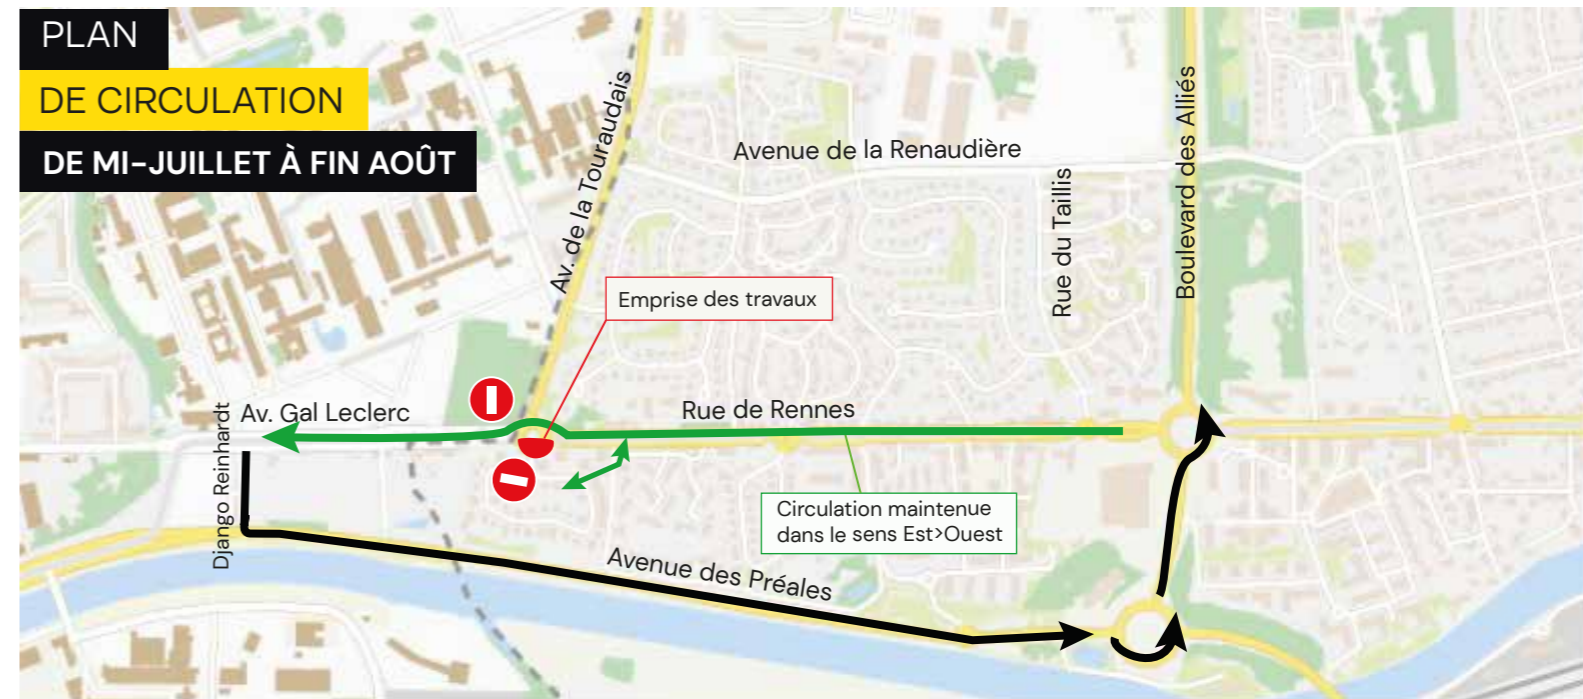 PLAN
DE CIRCULATION
DE MI-JUILLET À FIN AOÛT
Av. de la Touraudais
Avenue de la Renaudière
Rue du Taillis
Boulevard des Alliés
Emprise des travaux
Django Reinhardt
Av. Gal Leclerc
Rue de Rennes
Circulation maintenue
dans le sens Est>Ouest
Avenue des Préales